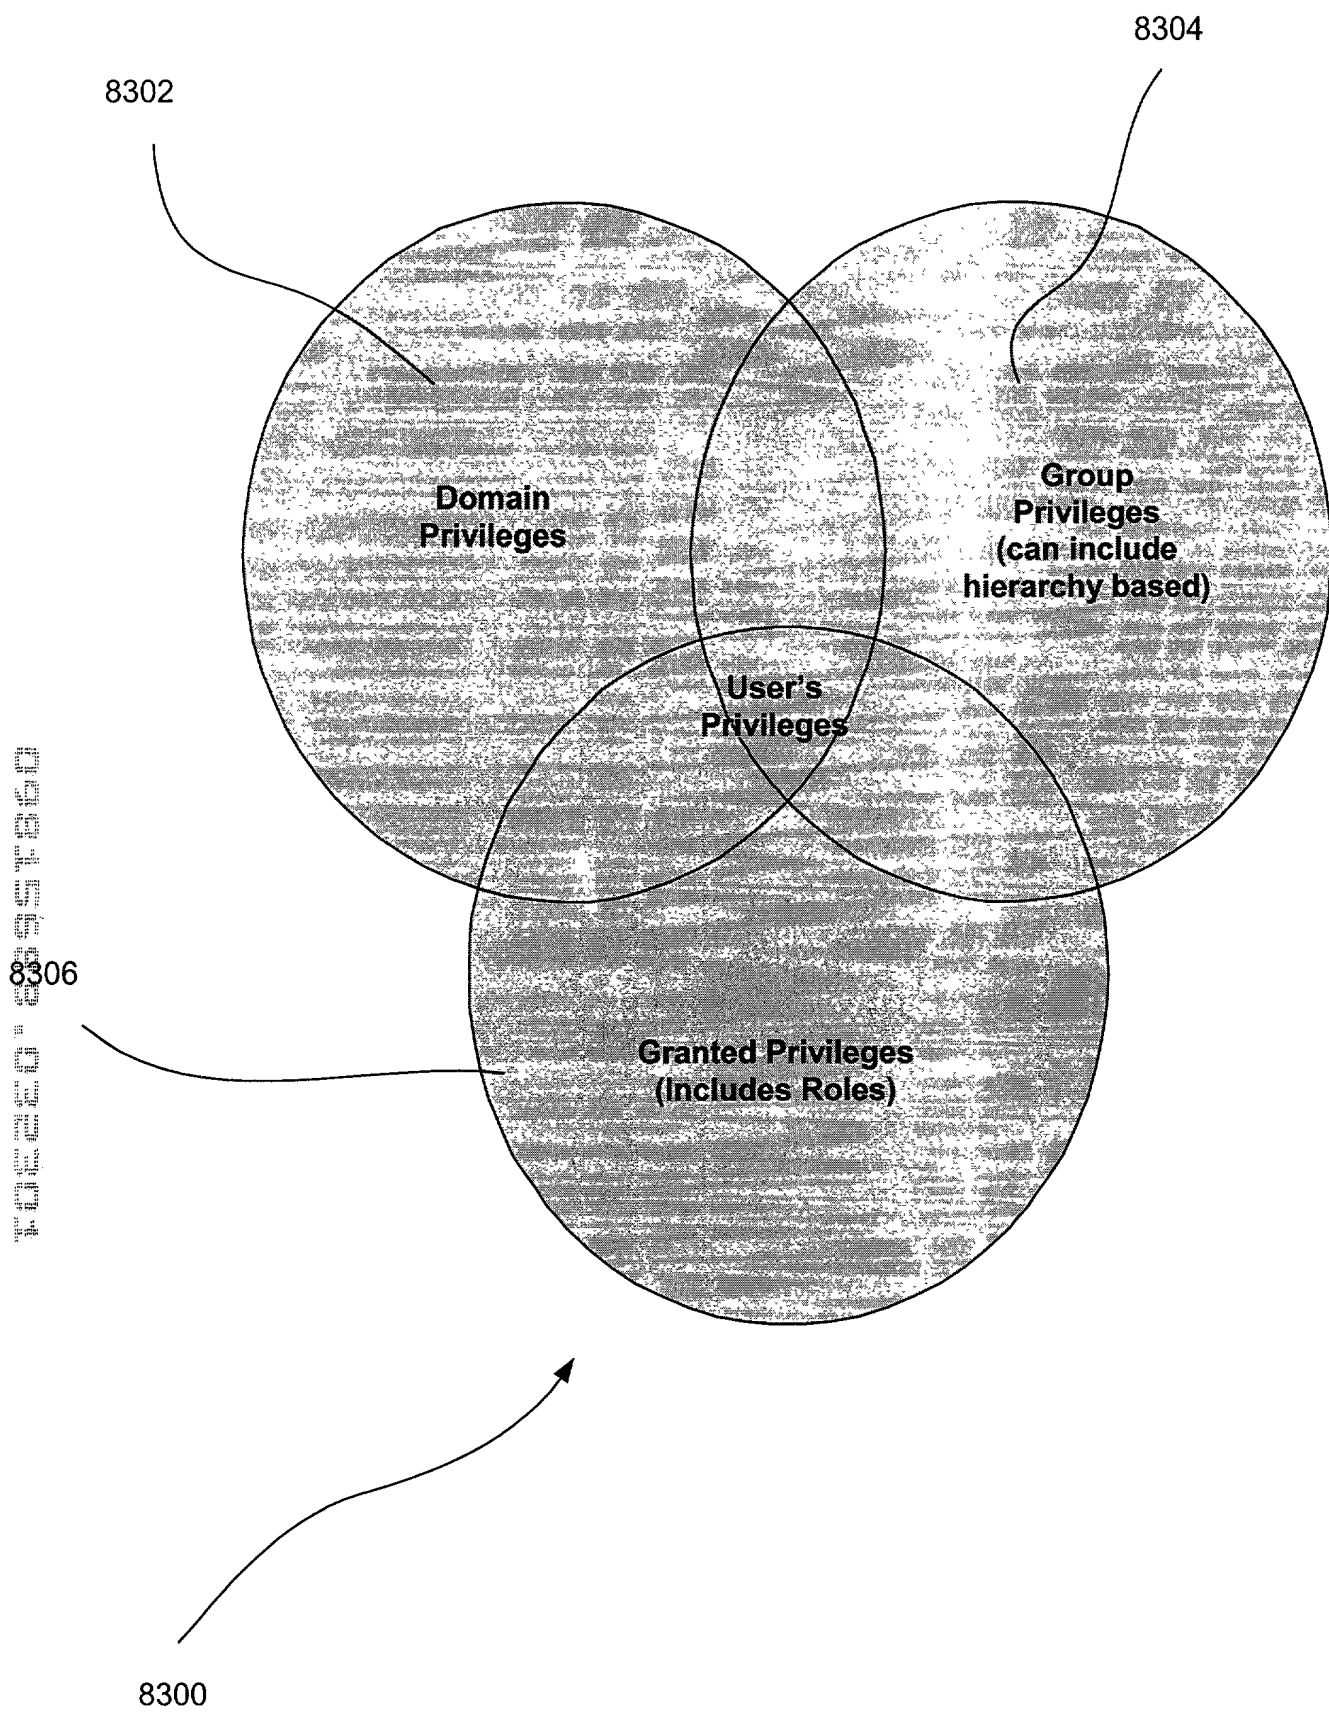 8304
8302
Domain
Privileges
Group
Privileges
(can include
hierarchy based)
User's
Privileges
8306
Granted Privileges
(Includes Roles)
8300